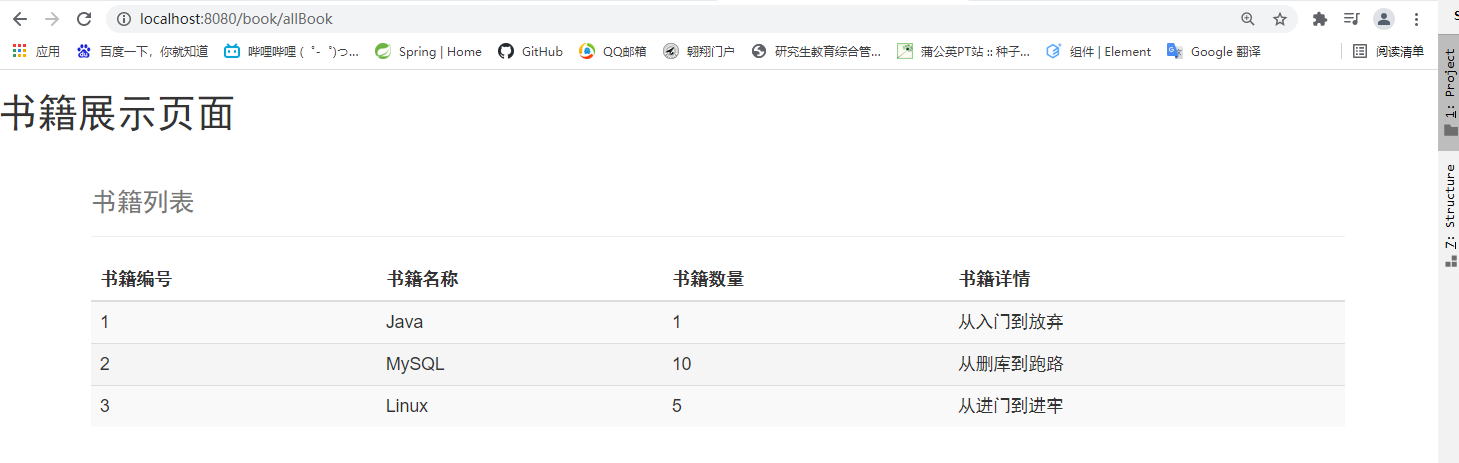 localhost:8080/book/allBook
S
应用 百度一下,你就知道 哔哩哔哩 ( ゜- ゜)つ... Spring | Home GitHub QQ邮箱 翱翔门户 研究生教育综合管... 蒲公英PT站 :: 种子... 组件 | Element Google 翻译 阅读清单
1: Project
7: Structure
书籍展示页面
书籍列表
书籍编号 书籍名称 书籍数量 书籍详情
1 Java 1 从入门到放弃
2 MySQL 10 从删库到跑路
3 Linux 5 从进门到进牢